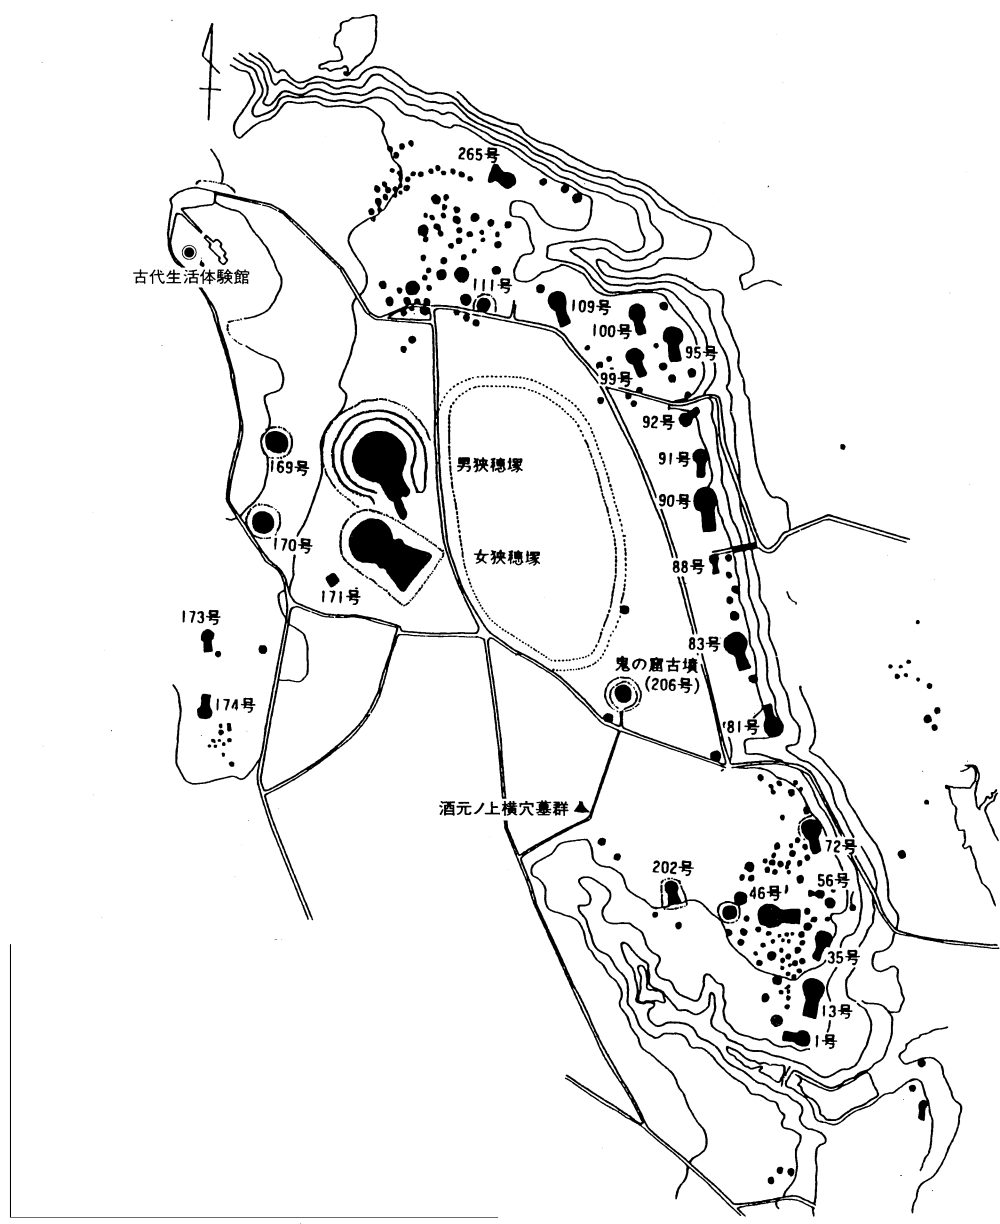 265号
古代生活体験館
111号
109号
100号
95号
99号
92号
男狭穂塚
91号
169号
90号
170号
女狭穂塚
88号
171号
173号
83号
鬼の窟古墳
(206号)
174号
81号
酒元ノ上横穴墓群
72号
202号
56号
46号
35号
13号
1号